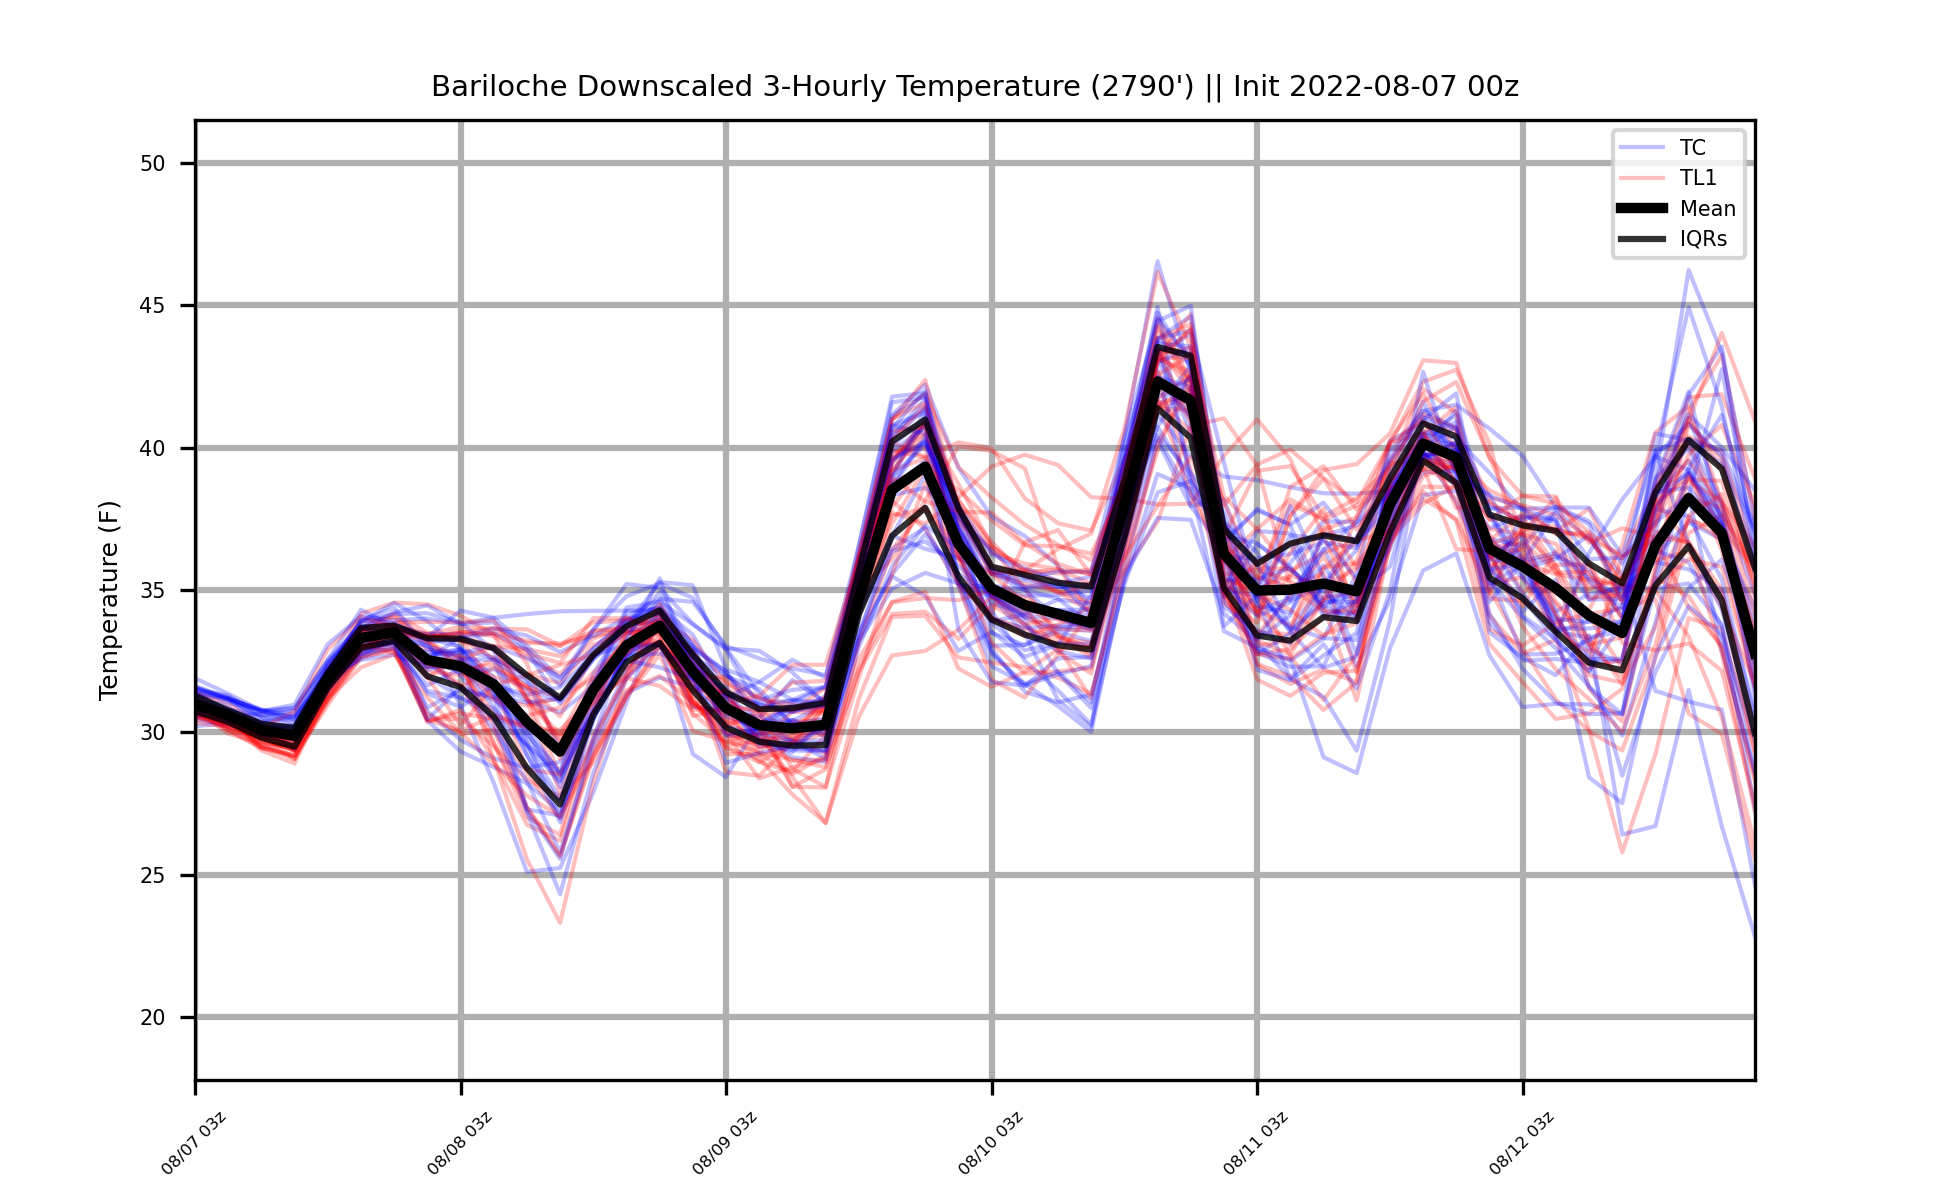 Bariloche Downscaled 3-Hourly Temperature (2790') || Init 2022-08-07 00z
TC
TL1
Mean
IQRs
Temperature (F)
50
45
40
35
30
25
20
08/07 03z
08/08 03z
08/09 03z
08/10 03z
08/11 03z
08/12 03z